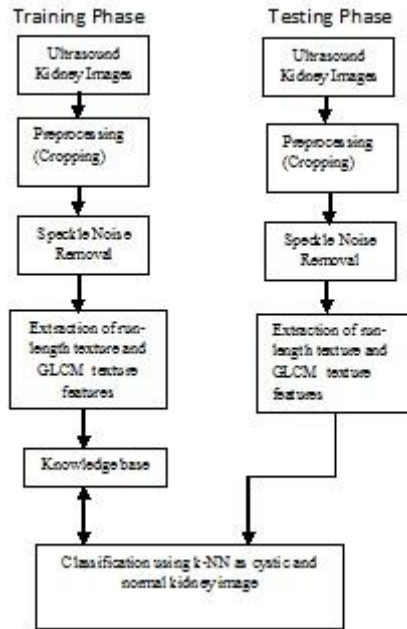 Training Phase
Ultrasound
Kidney Images
Preprocessing
(Cropping)
Speckle Noise
Removal
Extraction of run-
length texture and
GLCM texture
features
Knowledge base
Testing Phase
Ultrasound
Kidney Images
Preprocessing
(Cropping)
Speckle Noise
Removal
Extraction of run-
length texture and
GLCM texture
features
Classification using k-NN as cystic and
normal kidney image